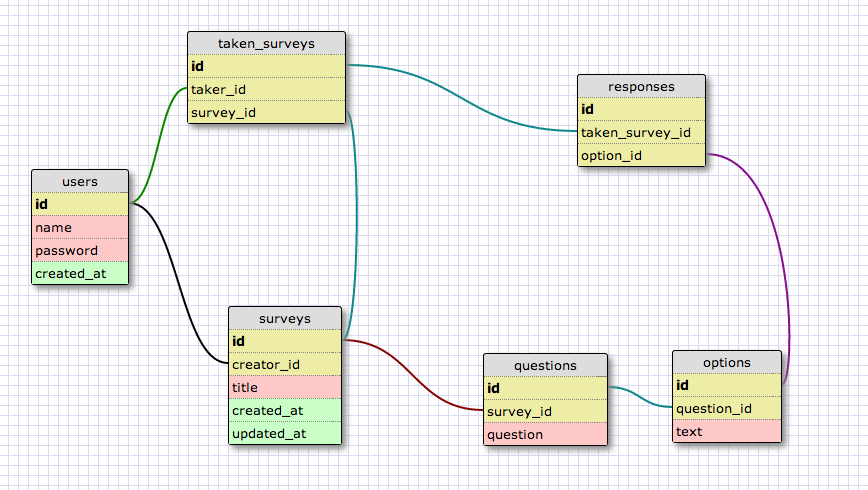 taken_surveys
id
taker_id
survey_id
responses
id
taken_survey_id
option_id
users
id
name
password
created_at
surveys
id
creator_id
title
created_at
updated_at
questions
id
survey_id
question
options
id
question_id
text